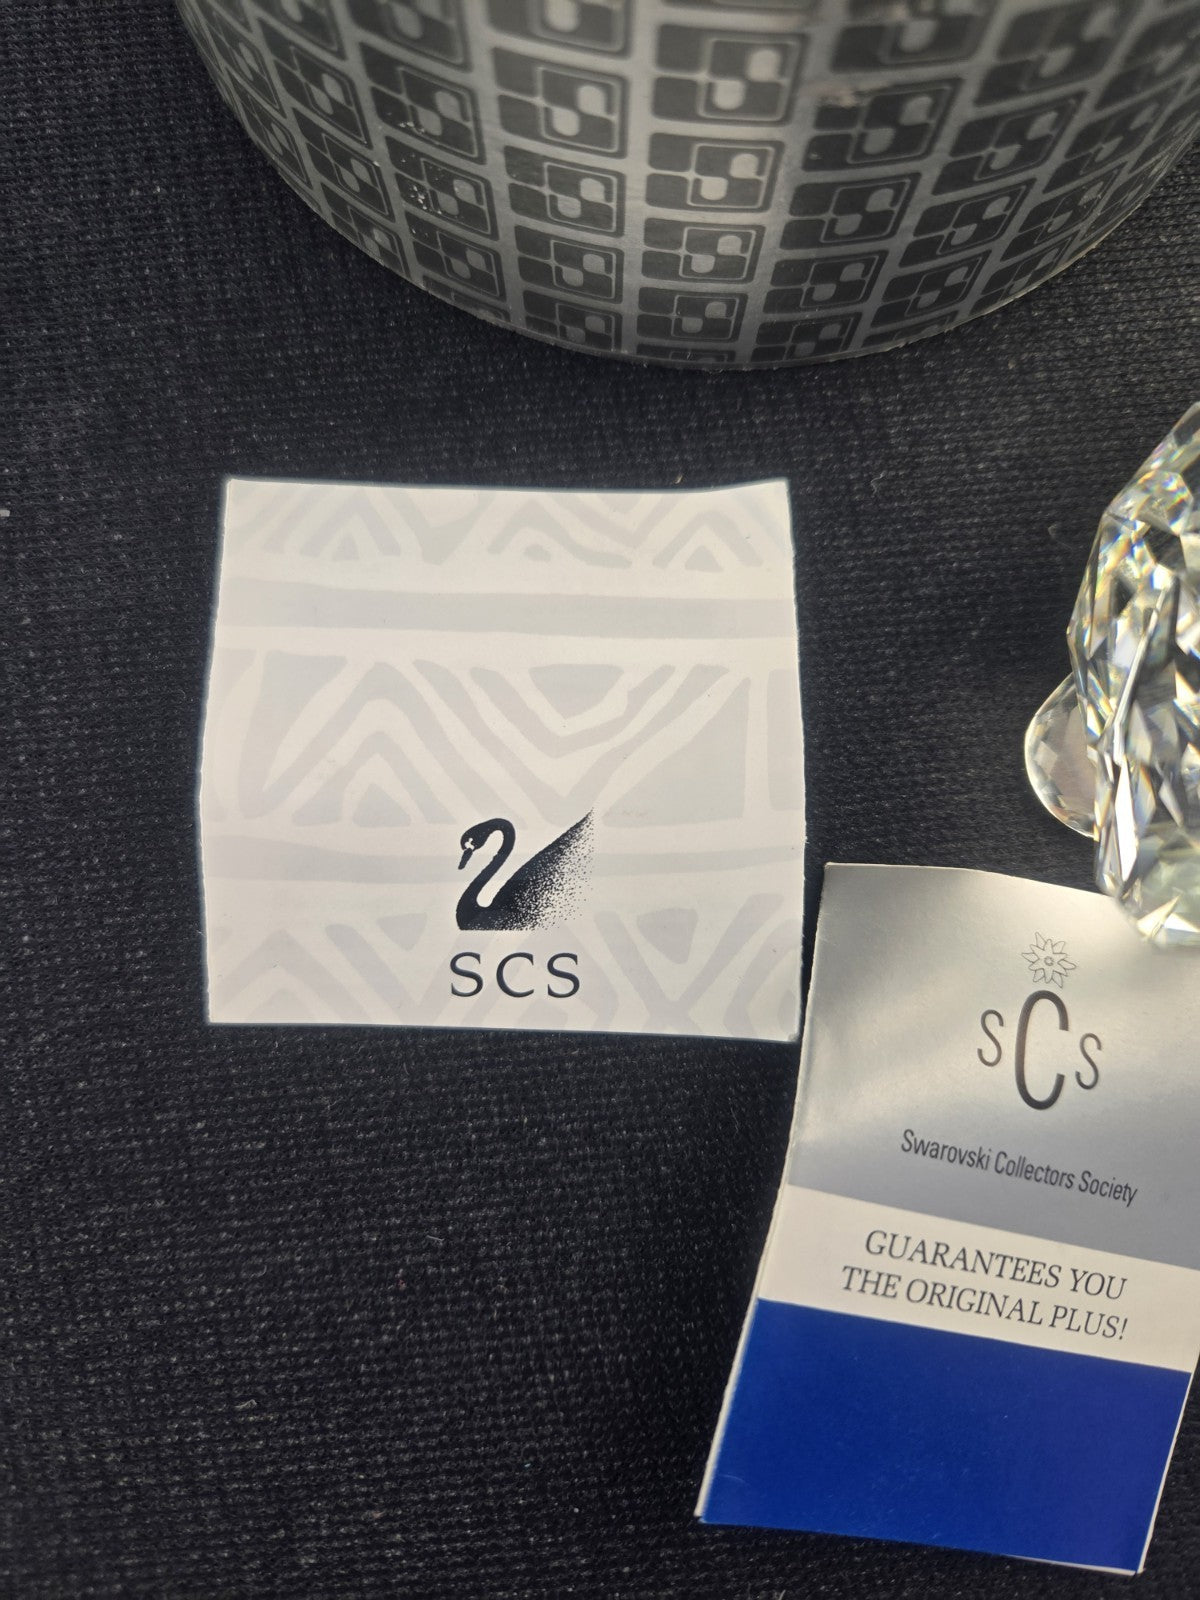 SCS
SCS
Swarovski Collectors Society
GUARANTEES YOU
THE ORIGINAL PLUS!